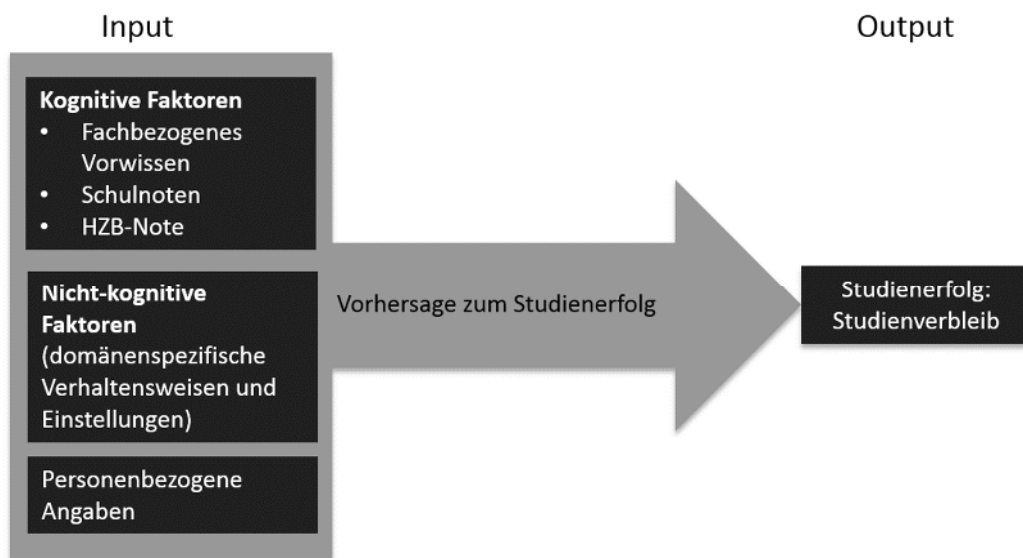 Input
Output
Kognitive Faktoren
• Fachbezogenes
Vorwissen
• Schulnoten
• HZB-Note
Nicht-kognitive
Faktoren
(domänenspezifische
Verhaltensweisen und
Einstellungen)
Personenbezogene
Angaben
Vorhersage zum Studienerfolg
Studienerfolg:
Studienverbleib